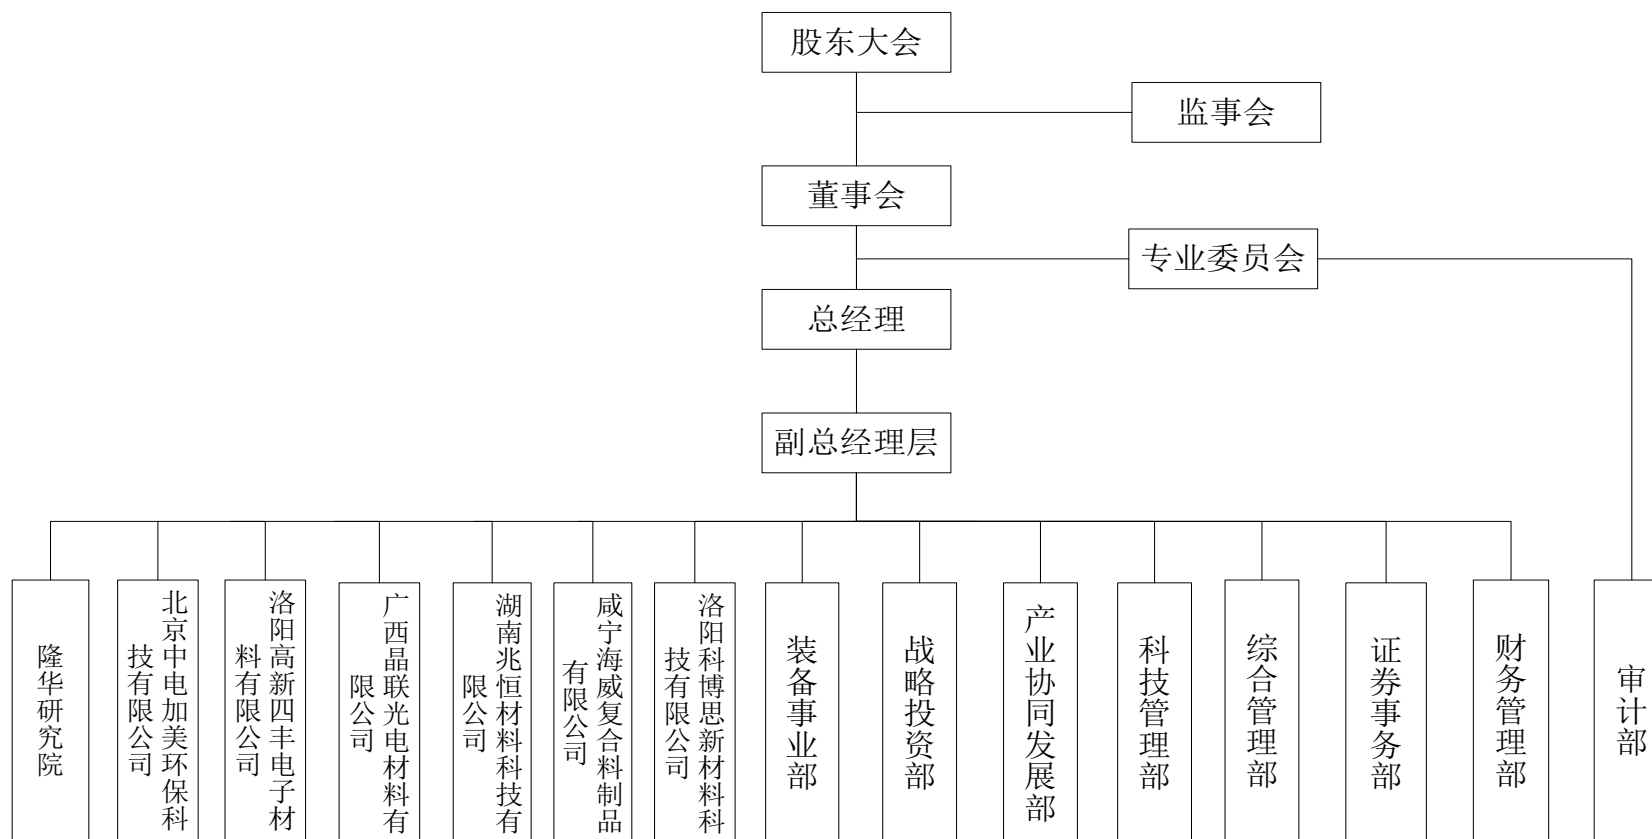 股东大会
监事会
董事会
专业委员会
总经理
副总经理层
隆华研究院
北京中电加美环保科
技有限公司
洛阳高新四丰电子材
料有限公司
广西晶联光电材料有
限公司
湖南兆恒材料科技有
限公司
咸宁海威复合料制品
有限公司
洛阳科博思新材料科
技有限公司
装备事业部
战略投资部
产业协同发展部
科技管理部
综合管理部
证券事务部
财务管理部
审计部